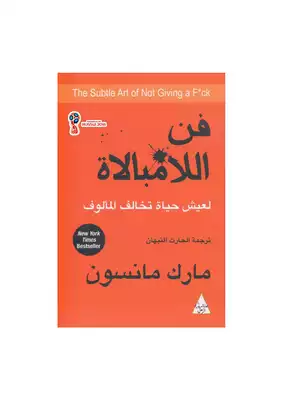 The Subtle Art of Not Giving a F*ck
فن
اللامبالاة
لعيش حياة تخالف المألوف
ترجمة الحارث النبهان
New York
Times
Bestseller
مارك مانسون